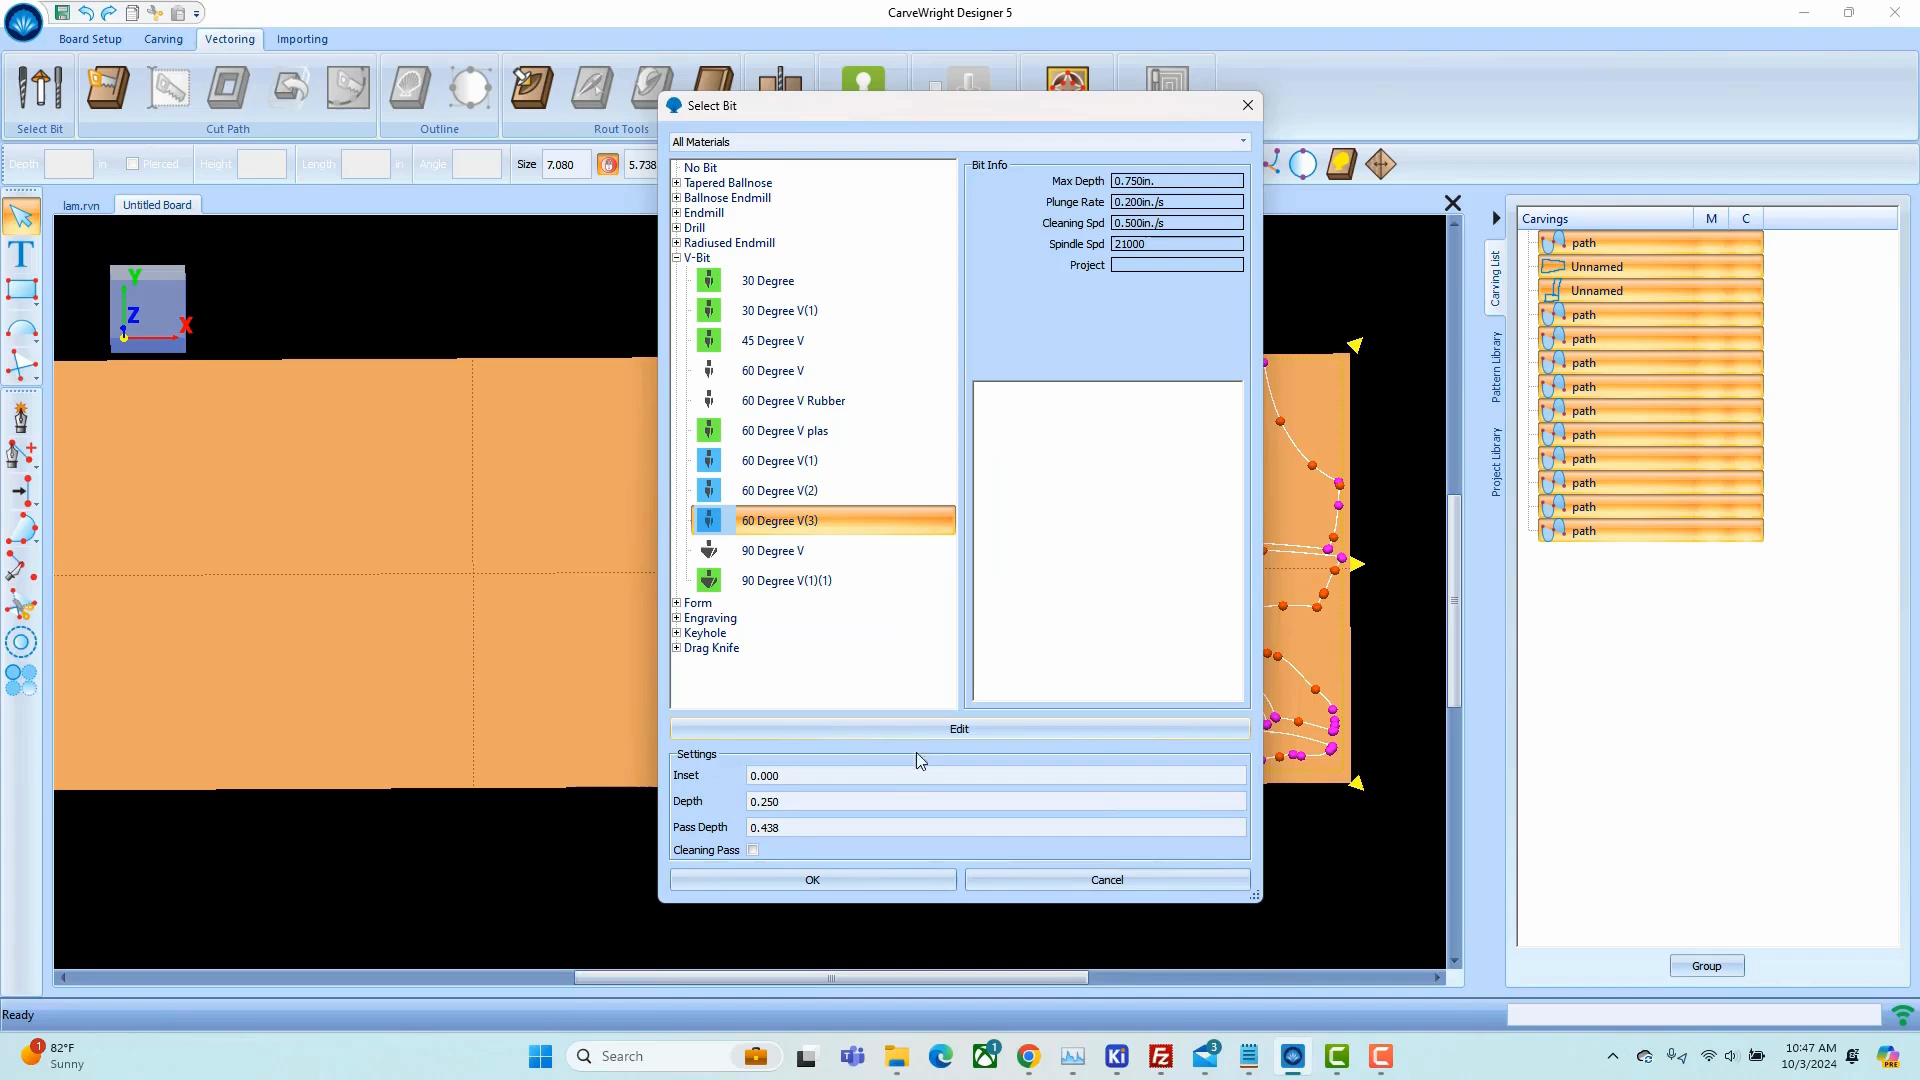 CarveWright Designer 5
Board Setup
Carving
Vectoring
Importing
Select Bit
Cut Path
Outline
Rout Tools
Depth
in
Pierced
Height
Length
in
Angle
Size
7.080
5.738
lam.rvn
Untitled Board
Y
Z
X
Select Bit
All Materials
No Bit
Tapered Ballnose
Ballnose Endmill
Endmill
Drill
Radiused Endmill
V-Bit
30 Degree
30 Degree V(1)
45 Degree V
60 Degree V
60 Degree V Rubber
60 Degree V plas
60 Degree V(1)
60 Degree V(2)
60 Degree V(3)
90 Degree V
90 Degree V(1)(1)
Form
Engraving
Keyhole
Drag Knife
Bit Info
Max Depth 0.750in.
Plunge Rate 0.200in./s
Cleaning Spd 0.500in./s
Spindle Spd 21000
Project
Edit
Settings
Inset 0.000
Depth 0.250
Pass Depth 0.438
Cleaning Pass
OK
Cancel
Carving List
Pattern Library
Project Library
Carvings M C
path
Unnamed
Unnamed
path
path
path
path
path
path
path
path
path
path
Group
Ready
1
82°F
Sunny
Search
1
Ki
3
10:47 AM
10/3/2024
PRE